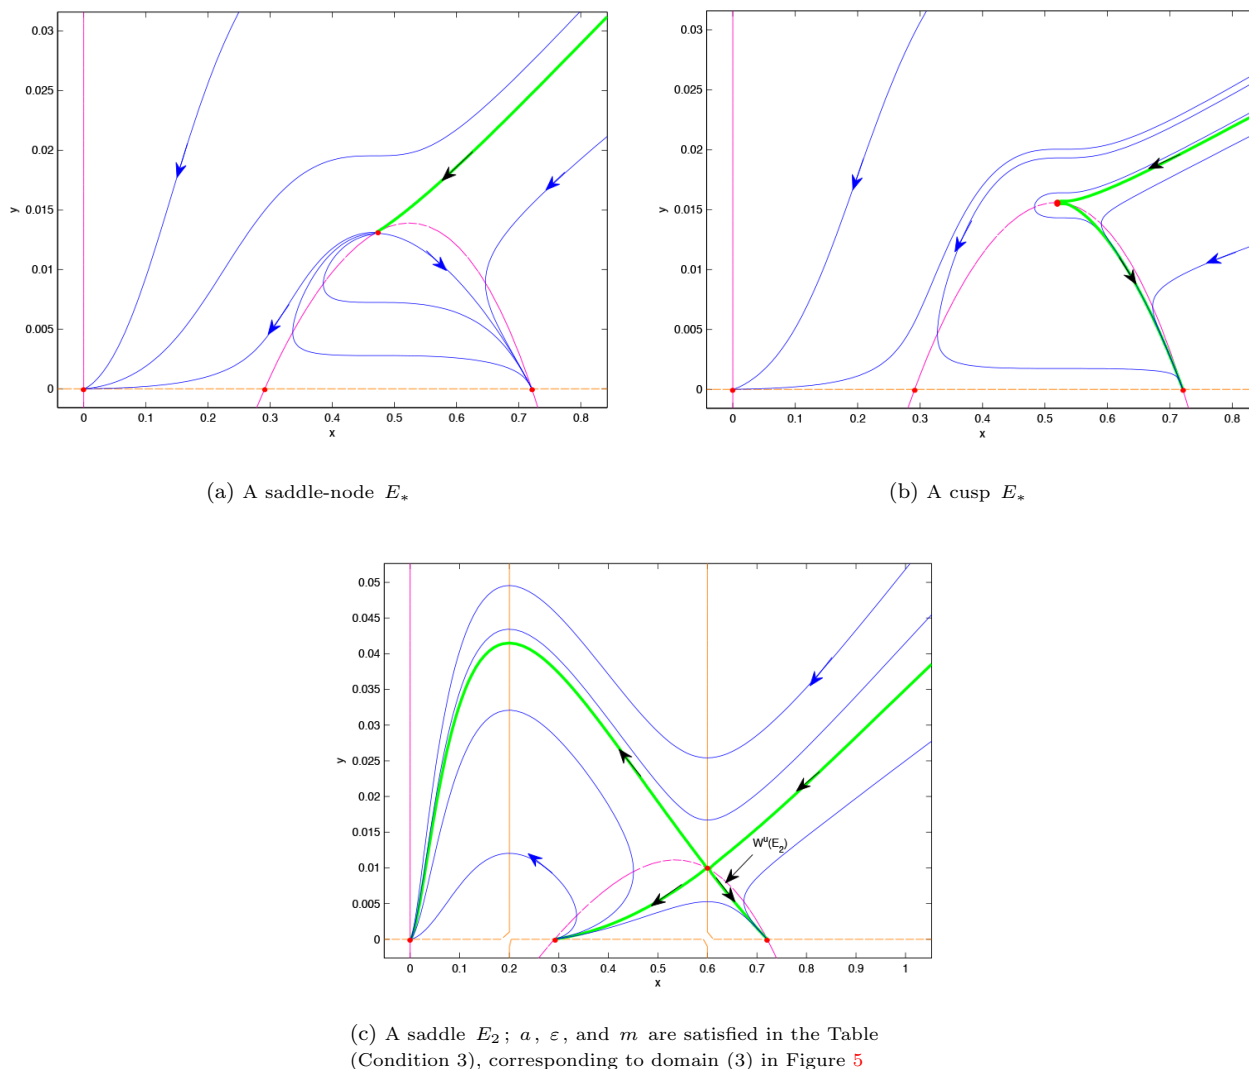 0.03
0.025
0.02
0.015
0.01
0.005
0
y
0 0.1 0.2 0.3 0.4 0.5 0.6 0.7 0.8
x
(a) A saddle-node E∗
0.03
0.025
0.02
0.015
0.01
0.005
0
y
0 0.1 0.2 0.3 0.4 0.5 0.6 0.7 0.8
x
(b) A cusp E∗
0.05
0.045
0.04
0.035
0.03
0.025
0.02
0.015
0.01
0.005
0
y
W^u(E_2)
0 0.1 0.2 0.3 0.4 0.5 0.6 0.7 0.8 0.9 1
x
(c) A saddle E_2; a, ε, and m are satisfied in the Table
(Condition 3), corresponding to domain (3) in Figure 5